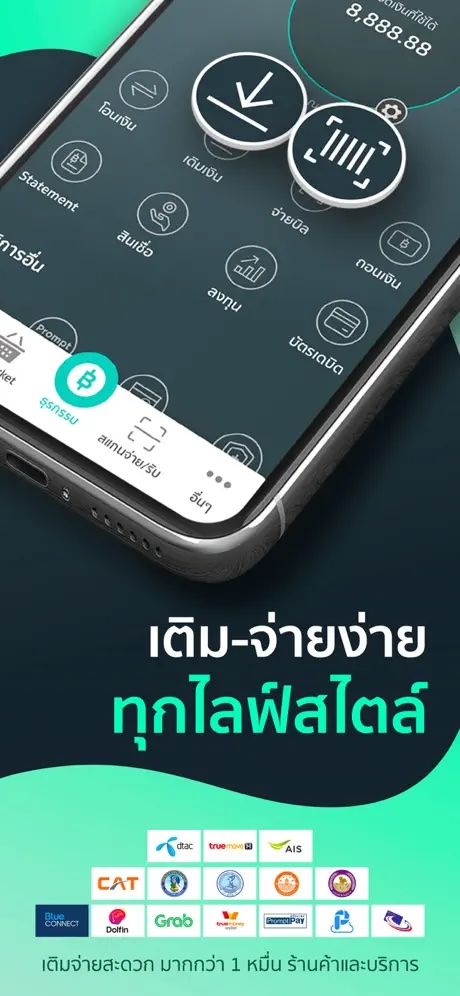 8,888.88
โอนเงิน
เติมเงิน
จ่ายบิล
ถอนเงิน
Statement
สินเชื่อ
ลงทุน
บัตรเดบิต
Prompt
ธุรกรรม
สแกนจ่าย/รับ
อื่นๆ
เติม-จ่ายง่าย
ทุกไลฟ์สไตล์
dtac
truemove H
AIS
CAT
Blue CONNECT
Dolfin
Grab
truemoney wallet
PromptPay
เติมจ่ายสะดวก มากกว่า 1 หมื่น ร้านค้าและบริการ